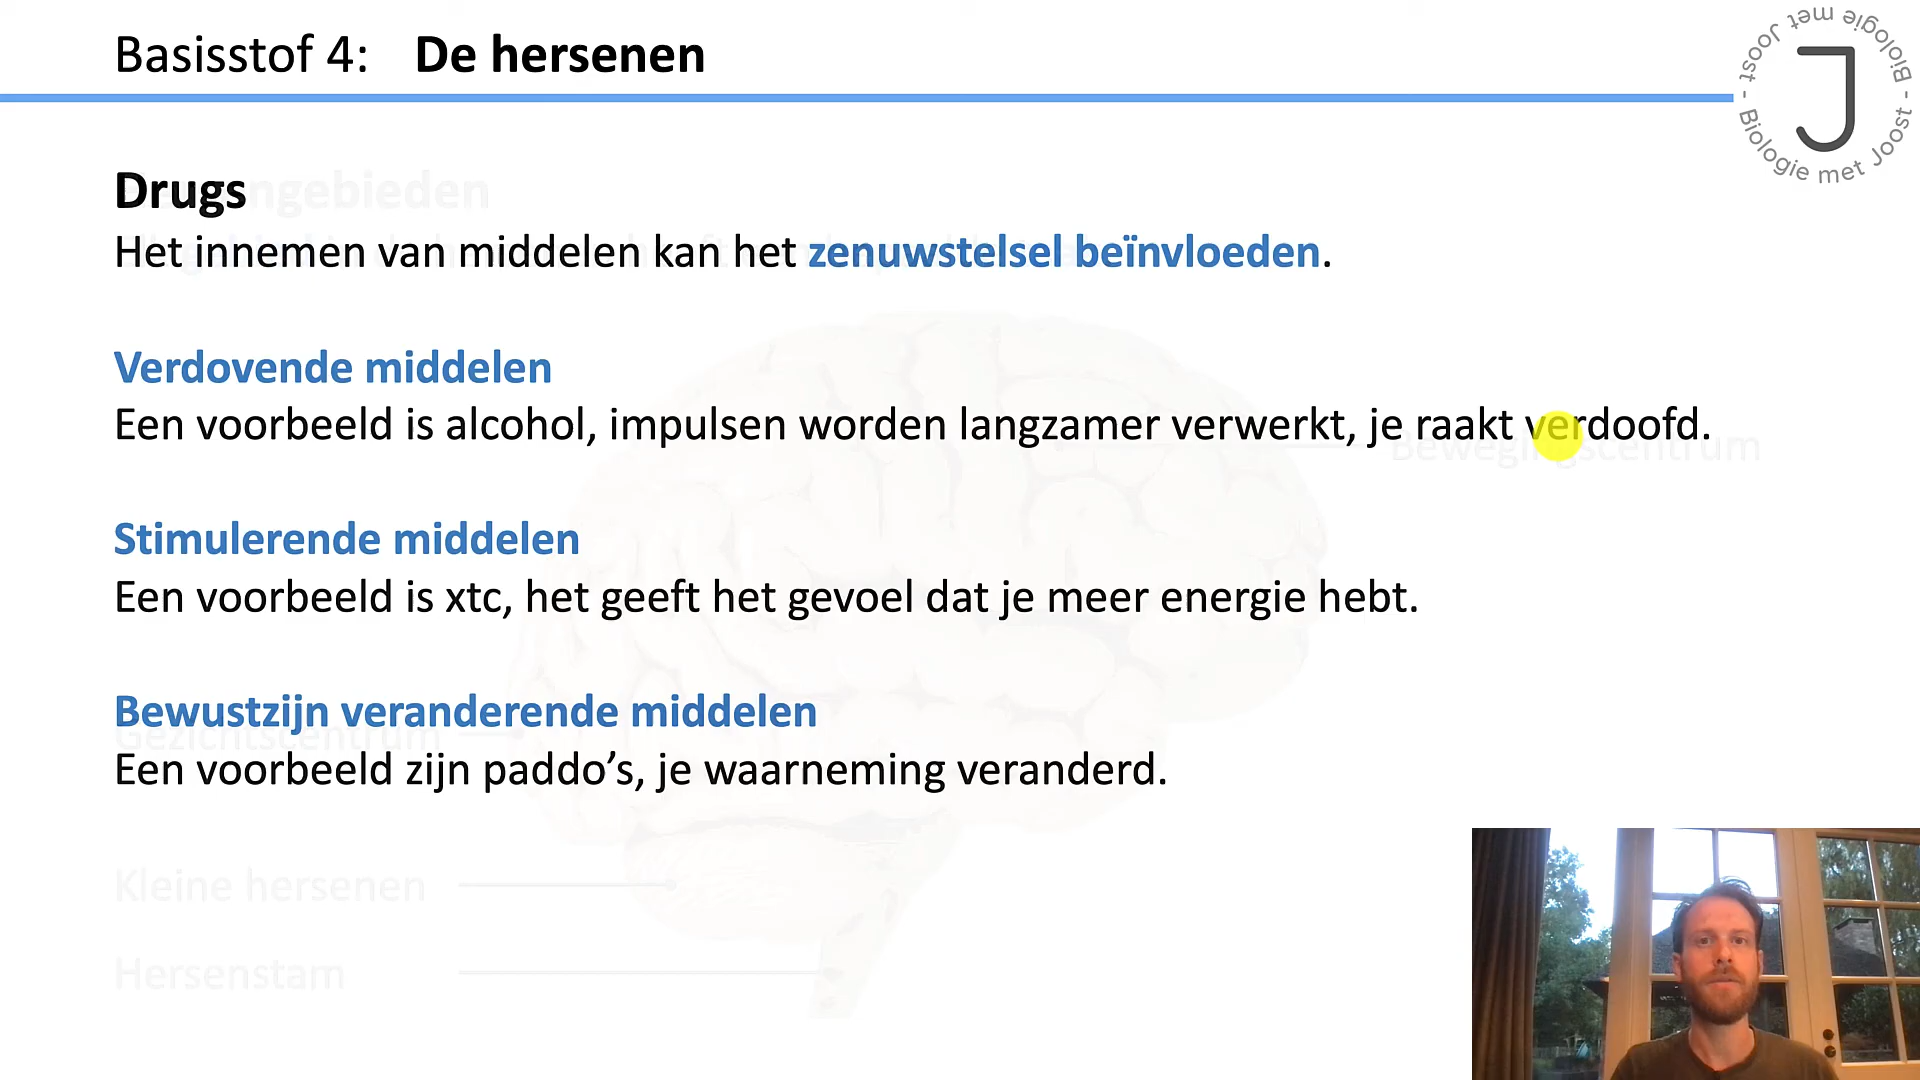 Basisstof 4: De hersenen
Biologie met Joost - Biologie met Joost -
J
Drugs
ngebieden
Het innemen van middelen kan het zenuwstelsel beïnvloeden.
Verdovende middelen
Een voorbeeld is alcohol, impulsen worden langzamer verwerkt, je raakt verdoofd.
Bewegingscentrum
Stimulerende middelen
Een voorbeeld is xtc, het geeft het gevoel dat je meer energie hebt.
Bewustzijn veranderende middelen
Gezichtscentrum
Een voorbeeld zijn paddo’s, je waarneming veranderd.
Kleine hersenen
Hersenstam